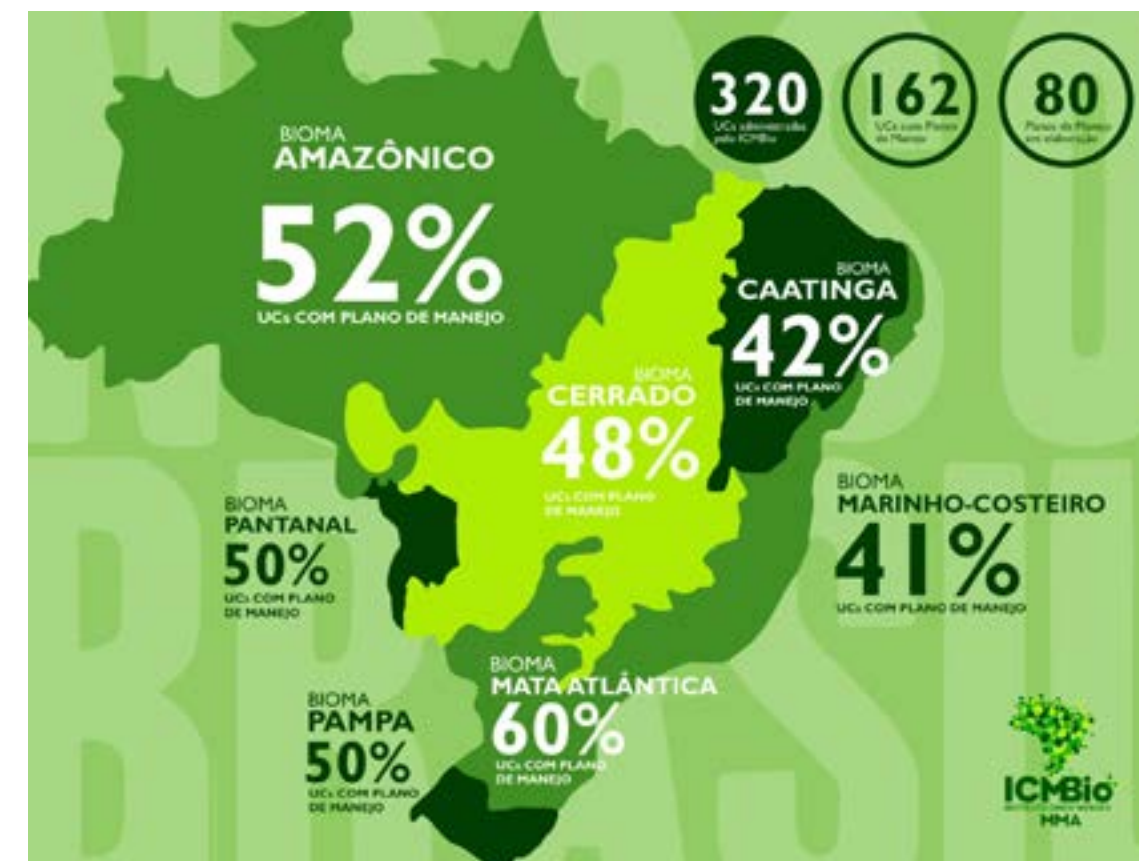 320
UCs administradas
pelo ICMBio
162
UCs com Plano
de Manejo
80
Planos de Manejo
em elaboração
BIOMA
AMAZÔNICO
52%
UCs COM PLANO DE MANEJO
BIOMA
CAATINGA
42%
UCs COM PLANO
DE MANEJO
BIOMA
CERRADO
48%
UCs COM PLANO
DE MANEJO
BIOMA
MARINHO-COSTEIRO
41%
UCs COM PLANO DE MANEJO
BIOMA
PANTANAL
50%
UCs COM PLANO
DE MANEJO
BIOMA
MATA ATLÂNTICA
60%
UCs COM PLANO
DE MANEJO
BIOMA
PAMPA
50%
UCs COM PLANO
DE MANEJO
ICMBio
MMA